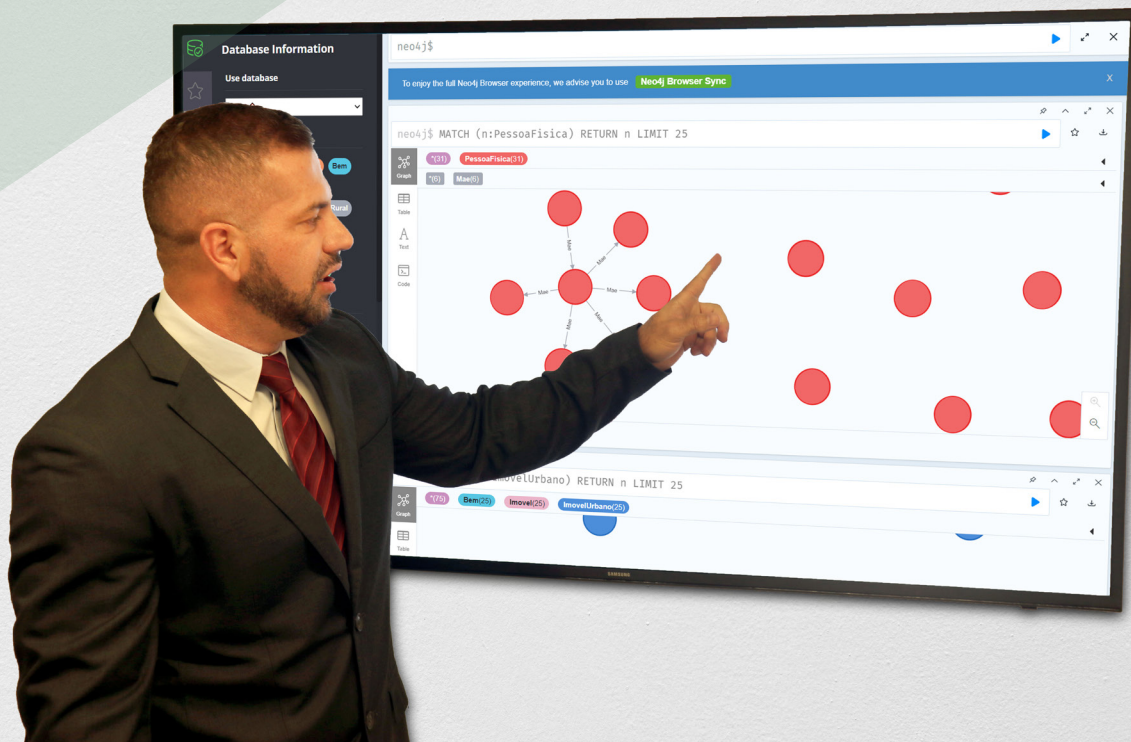 Database Information
Use database
Bem
Rural
neo4j$
To enjoy the full Neo4j Browser experience, we advise you to use Neo4j Browser Sync X
neo4j$ MATCH (n:PessoaFisica) RETURN n LIMIT 25
Graph
*(31) PessoaFisica(31)
*(6) Mae(6)
Table
A
Text
Code
Mae
Mae
Mae
Mae
Mae
Mae
ImovelUrbano) RETURN n LIMIT 25
Graph
*(75) Bem(25) Imovel(25) ImovelUrbano(25)
Table
SAMSUNG